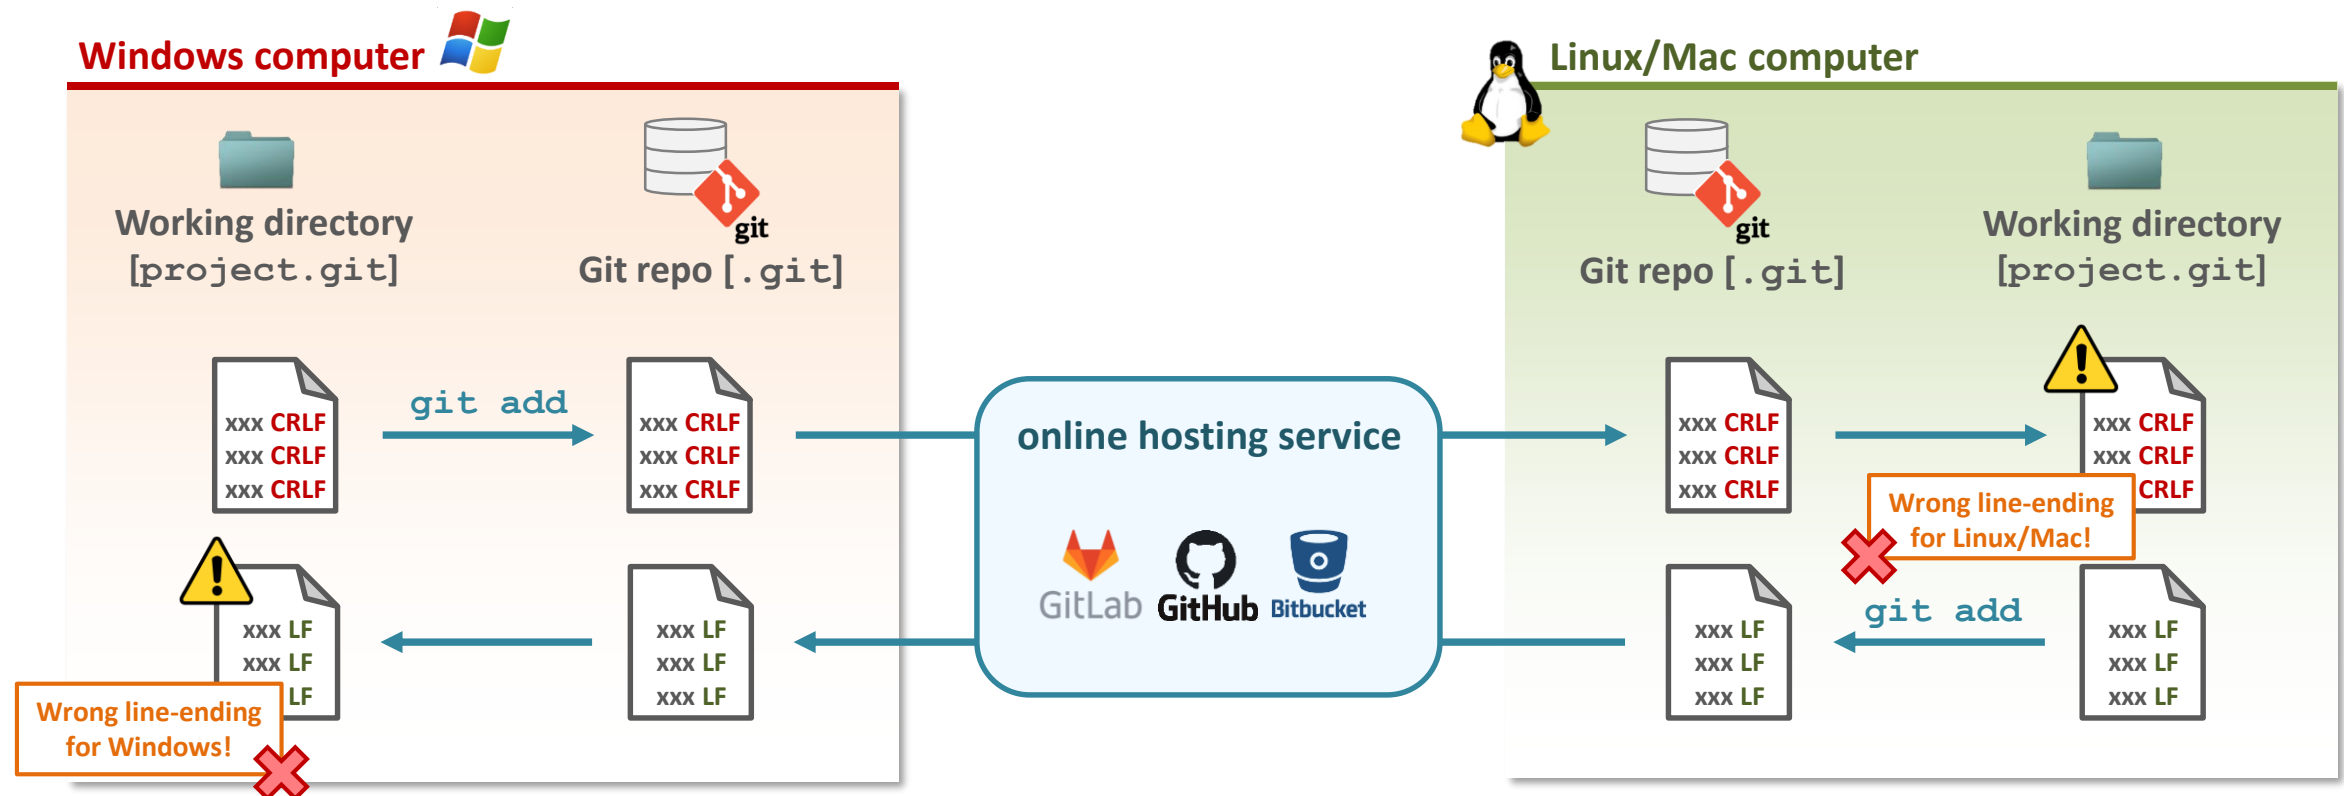 Windows computer
Working directory
[project.git]
git
Git repo [.git]
xxx CRLF
xxx CRLF
xxx CRLF
git add
xxx CRLF
xxx CRLF
xxx CRLF
xxx LF
xxx LF
LF
Wrong line-ending
for Windows!
xxx LF
xxx LF
xxx LF
online hosting service
GitLab
GitHub
Bitbucket
Linux/Mac computer
git
Git repo [.git]
Working directory
[project.git]
xxx CRLF
xxx CRLF
xxx CRLF
xxx CRLF
xxx CRLF
CRLF
Wrong line-ending
for Linux/Mac!
xxx LF
xxx LF
xxx LF
git add
xxx LF
xxx LF
xxx LF